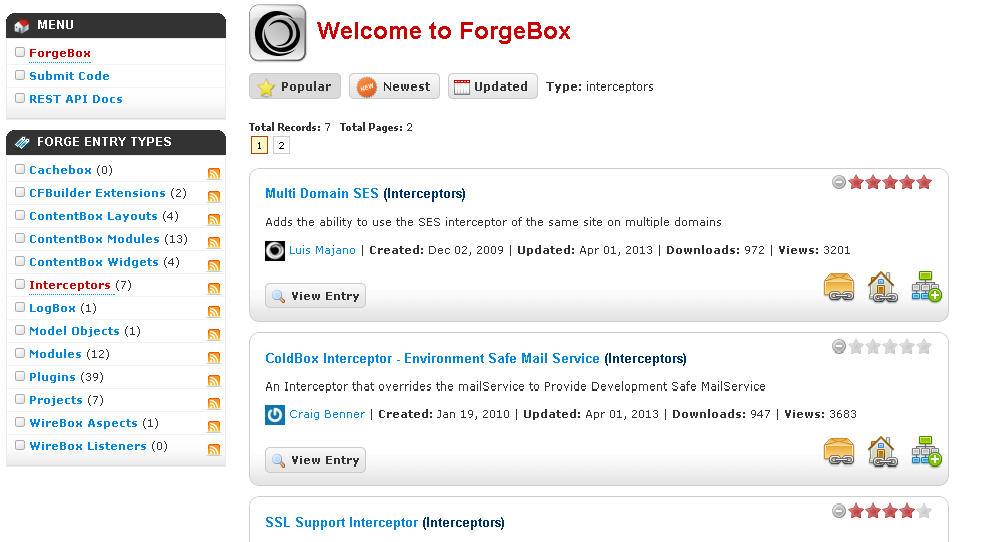 MENU
ForgeBox
Submit Code
REST API Docs
FORGE ENTRY TYPES
Cachebox (0)
CFBuilder Extensions (2)
ContentBox Layouts (4)
ContentBox Modules (13)
ContentBox Widgets (4)
Interceptors (7)
LogBox (1)
Model Objects (1)
Modules (12)
Plugins (39)
Projects (7)
WireBox Aspects (1)
WireBox Listeners (0)
Welcome to ForgeBox
Popular NEW Newest Updated Type: interceptors
Total Records: 7 Total Pages: 2
1 2
Multi Domain SES (Interceptors)
Adds the ability to use the SES interceptor of the same site on multiple domains
Luis Majano | Created: Dec 02, 2009 | Updated: Apr 01, 2013 | Downloads: 972 | Views: 3201
View Entry
ColdBox Interceptor - Environment Safe Mail Service (Interceptors)
An Interceptor that overrides the mailService to Provide Development Safe MailService
Craig Benner | Created: Jan 19, 2010 | Updated: Apr 01, 2013 | Downloads: 947 | Views: 3683
View Entry
SSL Support Interceptor (Interceptors)